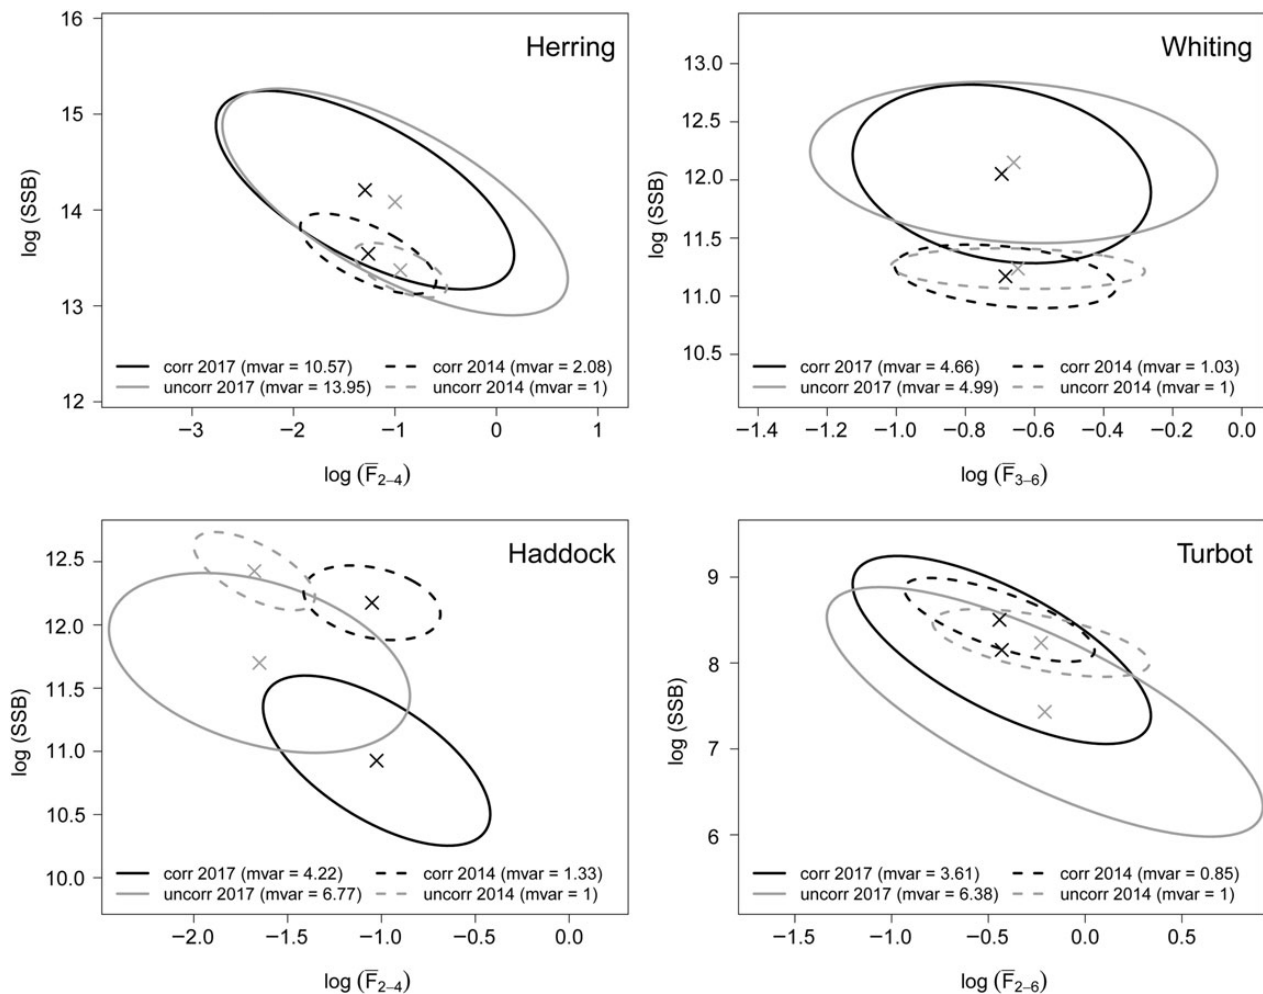 Herring
16
15
14
13
12
log (SSB)
corr 2017 (mvar = 10.57) corr 2014 (mvar = 2.08)
uncorr 2017 (mvar = 13.95) uncorr 2014 (mvar = 1)
−3 −2 −1 0 1
log (F̅2–4)
Whiting
13.0
12.5
12.0
11.5
11.0
10.5
log (SSB)
corr 2017 (mvar = 4.66) corr 2014 (mvar = 1.03)
uncorr 2017 (mvar = 4.99) uncorr 2014 (mvar = 1)
−1.4 −1.2 −1.0 −0.8 −0.6 −0.4 −0.2 0.0
log (F̅3–6)
Haddock
12.5
12.0
11.5
11.0
10.5
10.0
log (SSB)
corr 2017 (mvar = 4.22) corr 2014 (mvar = 1.33)
uncorr 2017 (mvar = 6.77) uncorr 2014 (mvar = 1)
−2.0 −1.5 −1.0 −0.5 0.0
log (F̅2–4)
Turbot
9
8
7
6
log (SSB)
corr 2017 (mvar = 3.61) corr 2014 (mvar = 0.85)
uncorr 2017 (mvar = 6.38) uncorr 2014 (mvar = 1)
−1.5 −1.0 −0.5 0.0 0.5
log (F̅2–6)